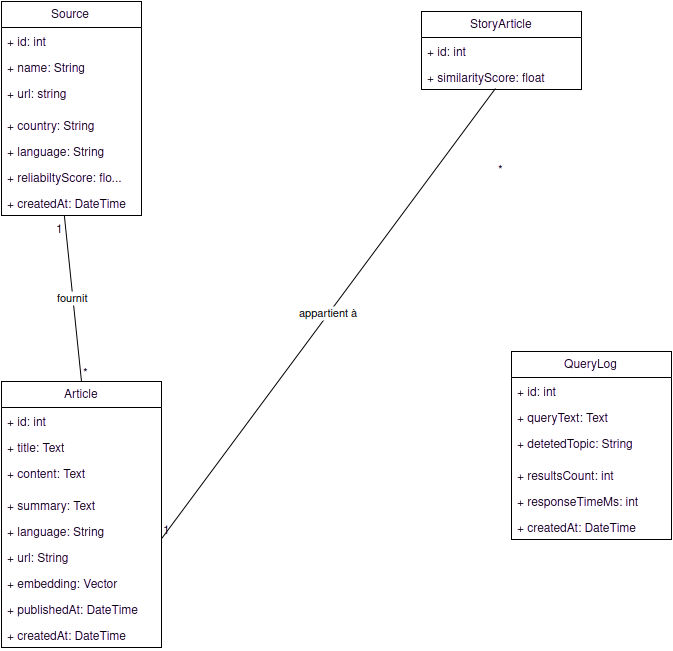 Source
+ id: int
+ name: String
+ url: string
+ country: String
+ language: String
+ reliabiltyScore: flo...
+ createdAt: DateTime
1
fournit
*
Article
+ id: int
+ title: Text
+ content: Text
+ summary: Text
+ language: String
+ url: String
+ embedding: Vector
+ publishedAt: DateTime
+ createdAt: DateTime
StoryArticle
+ id: int
+ similarityScore: float
*
appartient à
1
QueryLog
+ id: int
+ queryText: Text
+ detetedTopic: String
+ resultsCount: int
+ responseTimeMs: int
+ createdAt: DateTime